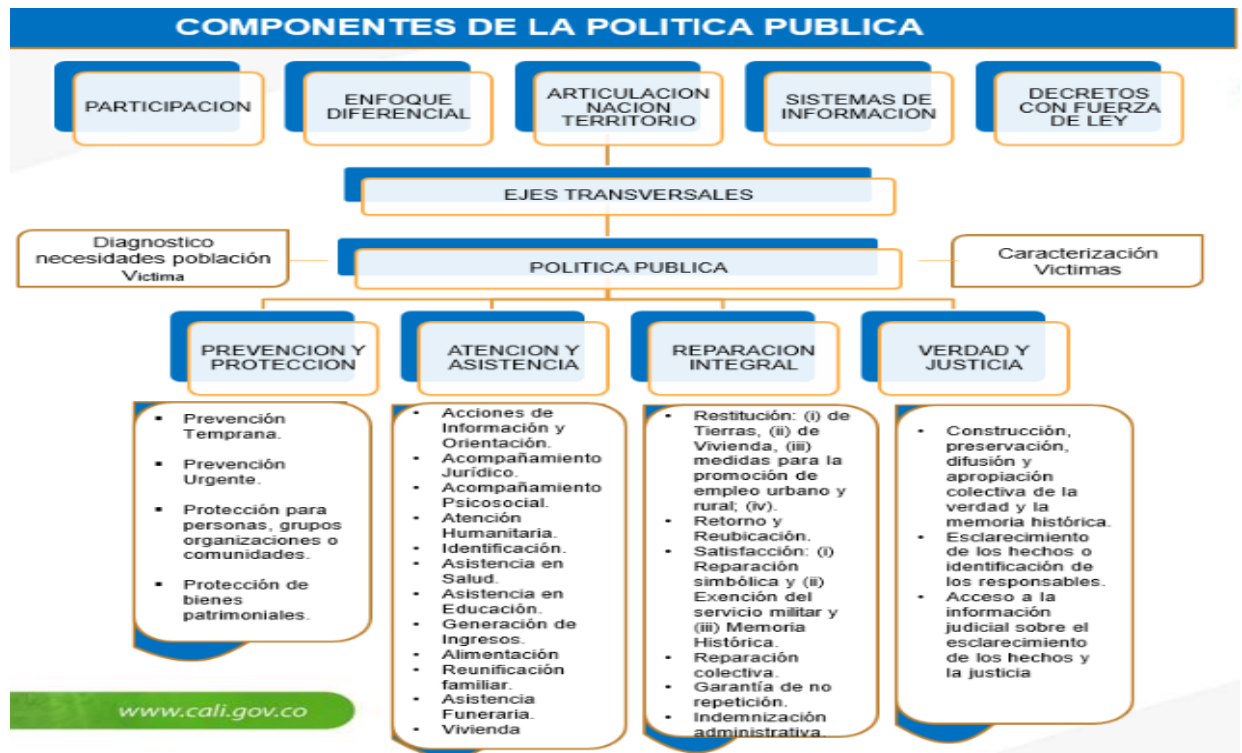 COMPONENTES DE LA POLITICA PUBLICA
PARTICIPACION
ENFOQUE
DIFERENCIAL
ARTICULACION
NACION
TERRITORIO
SISTEMAS DE
INFORMACION
DECRETOS
CON FUERZA
DE LEY
EJES TRANSVERSALES
Diagnostico
necesidades población
Victima
POLITICA PUBLICA
Caracterización
Victimas
PREVENCION Y
PROTECCION
ATENCION Y
ASISTENCIA
REPARACION
INTEGRAL
VERDAD Y
JUSTICIA
▪ Prevención
Temprana.
▪ Prevención
Urgente.
▪ Protección para
personas, grupos
organizaciones o
comunidades.
▪ Protección de
bienes
patrimoniales.
• Acciones de
Información y
Orientación.
• Acompañamiento
Jurídico.
• Acompañamiento
Psicosocial.
• Atención
Humanitaria.
• Identificación.
• Asistencia en
Salud.
• Asistencia en
Educación.
• Generación de
Ingresos.
• Alimentación
• Reunificación
familiar.
• Asistencia
Funeraria.
• Vivienda
• Restitución: (i) de
Tierras, (ii) de
Vivienda, (iii)
medidas para la
promoción de
empleo urbano y
rural; (iv).
• Retorno y
Reubicación.
• Satisfacción: (i)
Reparación
simbólica y (ii)
Exención del
servicio militar y
(iii) Memoria
Histórica.
• Reparación
colectiva.
• Garantía de no
repetición.
• Indemnización
administrativa.
• Construcción,
preservación,
difusión y
apropiación
colectiva de la
verdad y la
memoria histórica.
• Esclarecimiento
de los hechos o
identificación de
los responsables.
• Acceso a la
información
judicial sobre el
esclarecimiento
de los hechos y
la justicia
www.cali.gov.co